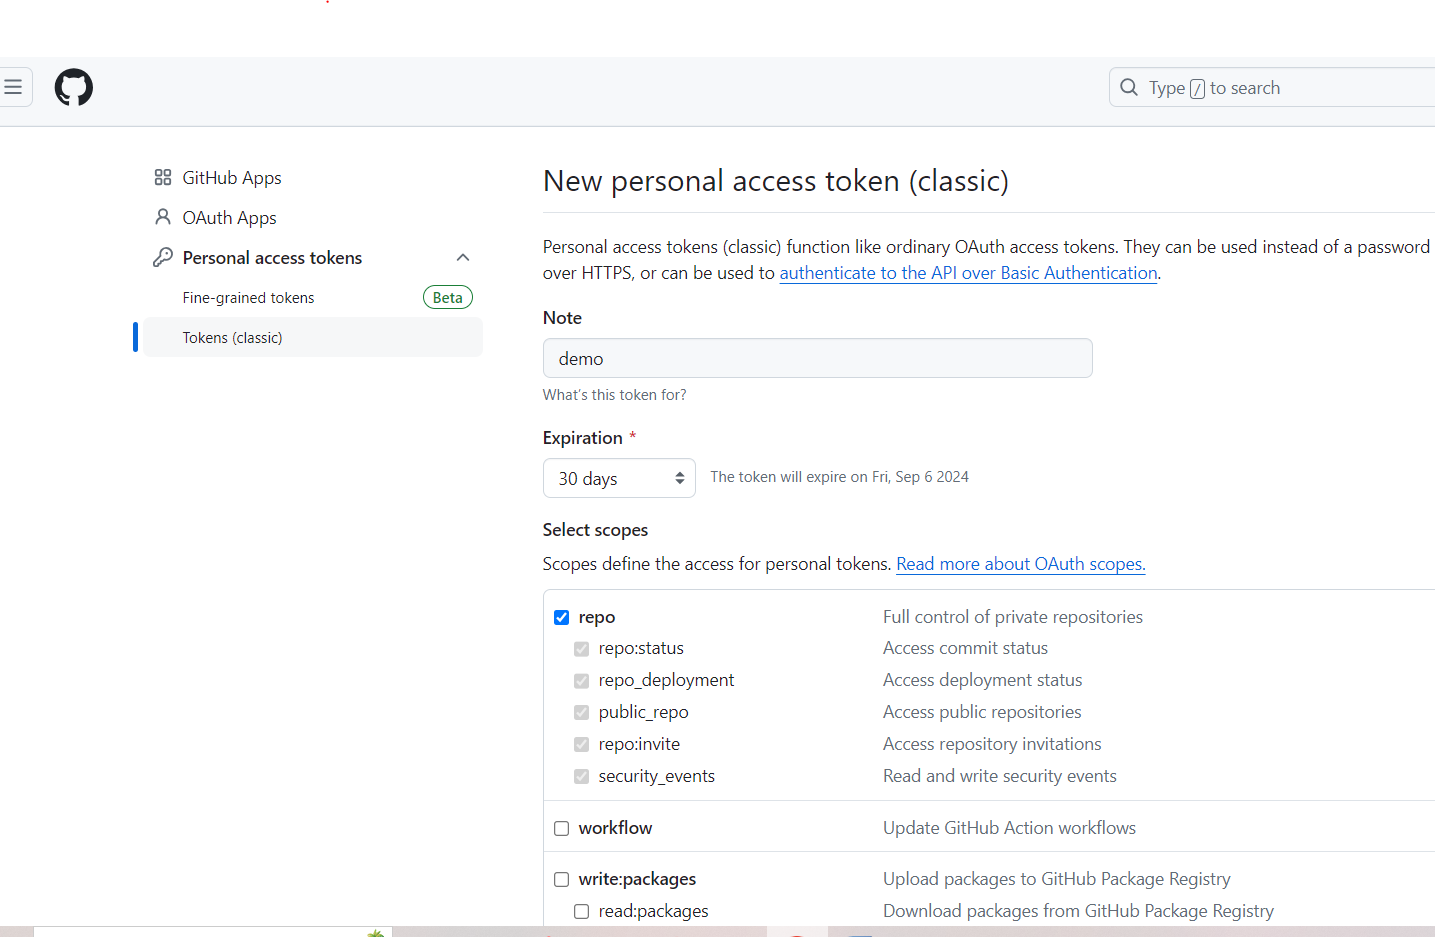 Type / to search
GitHub Apps
OAuth Apps
Personal access tokens
Fine-grained tokens Beta
Tokens (classic)
New personal access token (classic)
Personal access tokens (classic) function like ordinary OAuth access tokens. They can be used instead of a password
over HTTPS, or can be used to authenticate to the API over Basic Authentication.
Note
demo
What's this token for?
Expiration *
30 days The token will expire on Fri, Sep 6 2024
Select scopes
Scopes define the access for personal tokens. Read more about OAuth scopes.
repo Full control of private repositories
repo:status Access commit status
repo_deployment Access deployment status
public_repo Access public repositories
repo:invite Access repository invitations
security_events Read and write security events
workflow Update GitHub Action workflows
write:packages Upload packages to GitHub Package Registry
read:packages Download packages from GitHub Package Registry